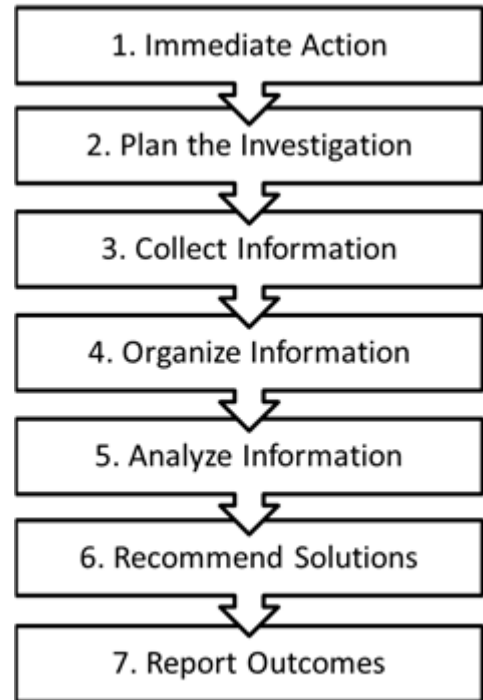 1. Immediate Action
2. Plan the Investigation
3. Collect Information
4. Organize Information
5. Analyze Information
6. Recommend Solutions
7. Report Outcomes